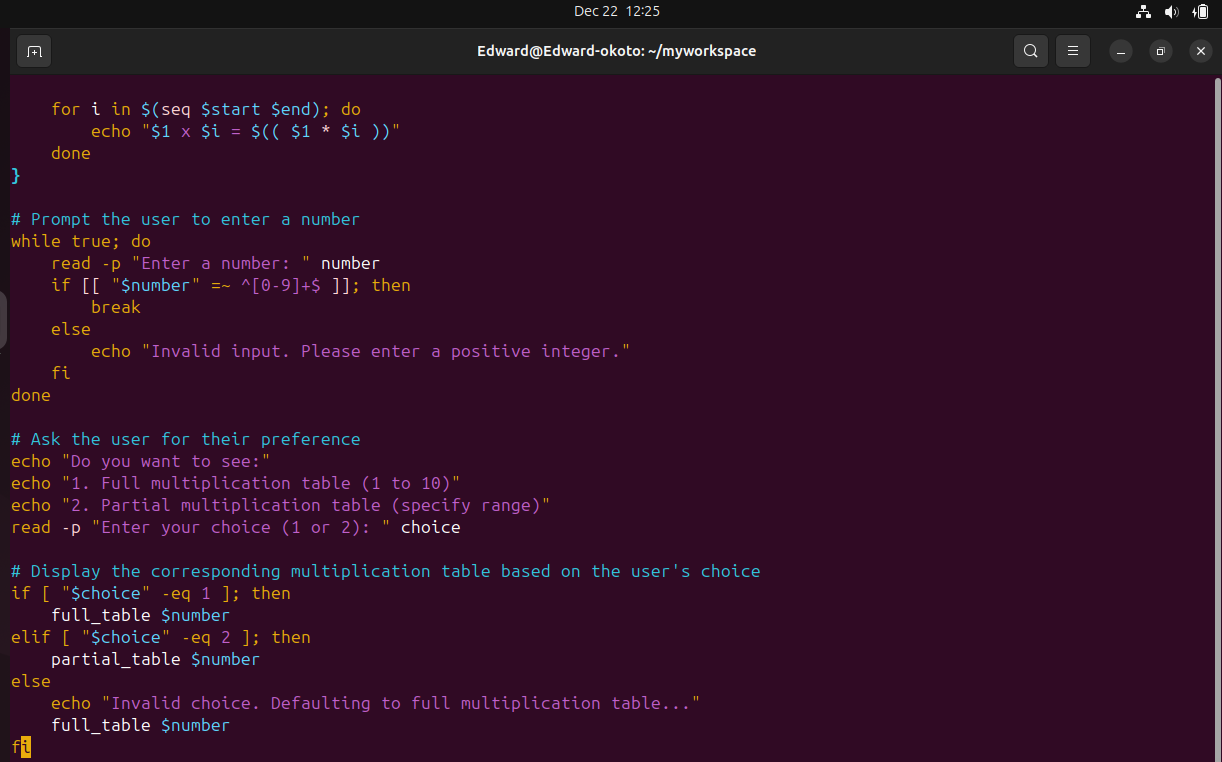 Dec 22 12:25
Edward@Edward-okoto: ~/myworkspace
    for i in $(seq $start $end); do
        echo "$1 x $i = $(( $1 * $i ))"
    done
}

# Prompt the user to enter a number
while true; do
    read -p "Enter a number: " number
    if [[ "$number" =~ ^[0-9]+$ ]]; then
        break
    else
        echo "Invalid input. Please enter a positive integer."
    fi
done

# Ask the user for their preference
echo "Do you want to see:"
echo "1. Full multiplication table (1 to 10)"
echo "2. Partial multiplication table (specify range)"
read -p "Enter your choice (1 or 2): " choice

# Display the corresponding multiplication table based on the user's choice
if [ "$choice" -eq 1 ]; then
    full_table $number
elif [ "$choice" -eq 2 ]; then
    partial_table $number
else
    echo "Invalid choice. Defaulting to full multiplication table..."
    full_table $number
fi